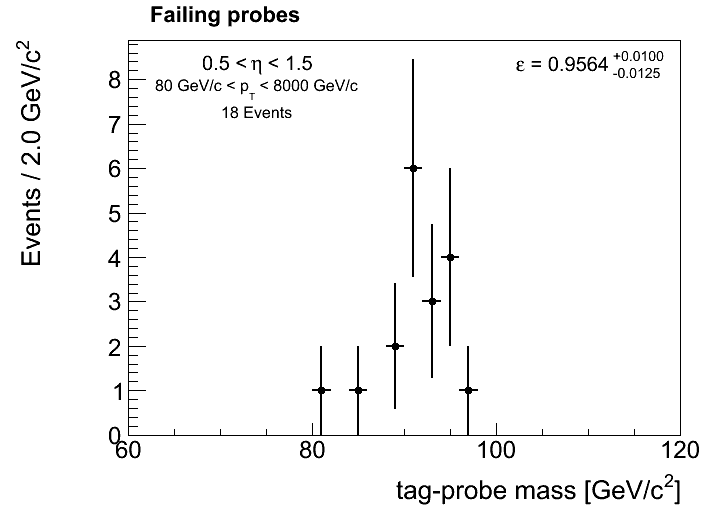 Failing probes
0.5 < η < 1.5
80 GeV/c < p_T < 8000 GeV/c
18 Events
ε = 0.9564 +0.0100 -0.0125
Events / 2.0 GeV/c²
8
7
6
5
4
3
2
1
0
60 80 100 120
tag-probe mass [GeV/c²]